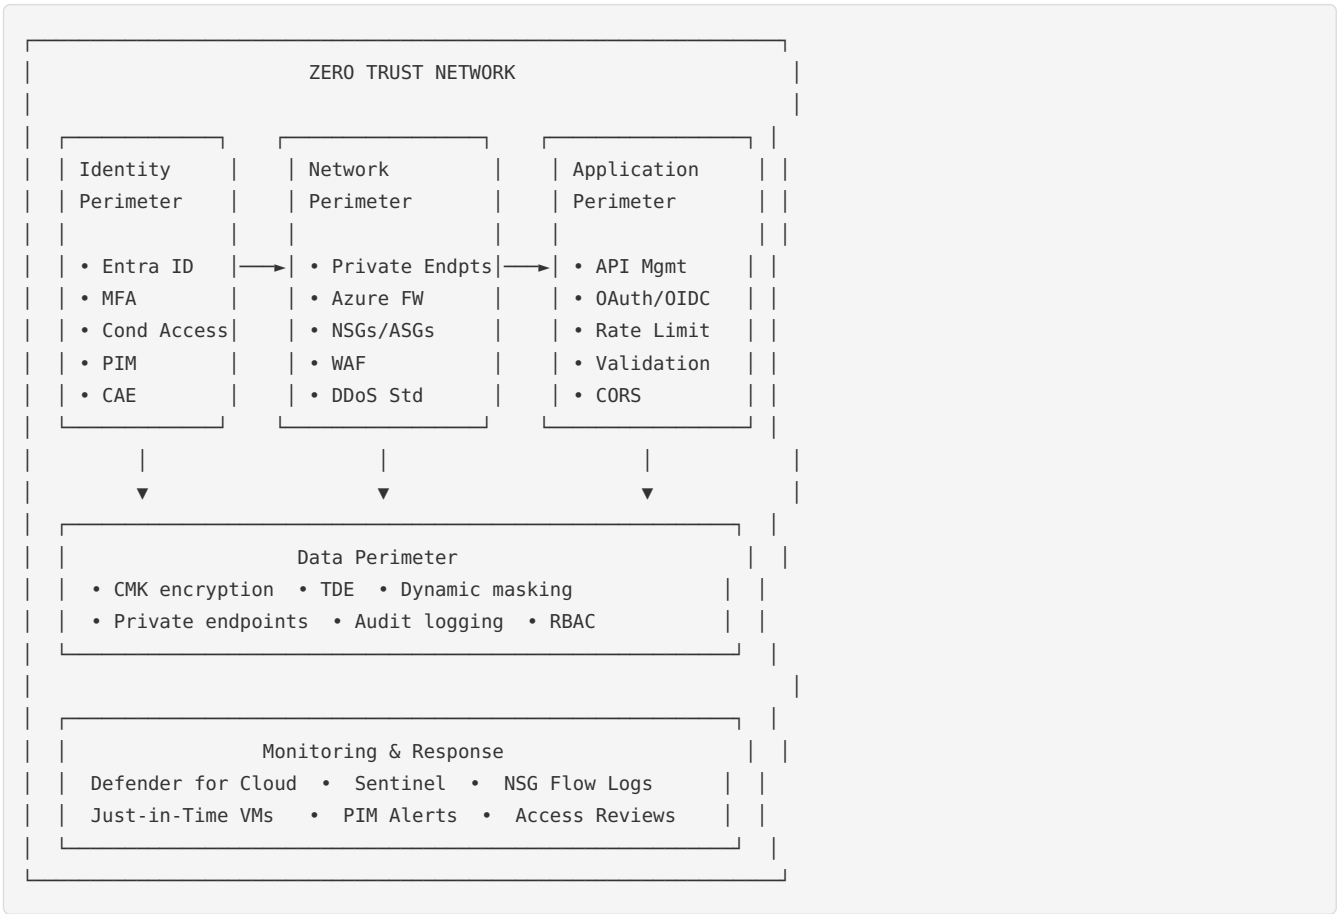 ZERO TRUST NETWORK
Identity Network Application
Perimeter Perimeter Perimeter
• Entra ID • Private Endpts • API Mgmt
• MFA • Azure FW • OAuth/OIDC
• Cond Access • NSGs/ASGs • Rate Limit
• PIM • WAF • Validation
• CAE • DDoS Std • CORS
Data Perimeter
• CMK encryption • TDE • Dynamic masking
• Private endpoints • Audit logging • RBAC
Monitoring & Response
Defender for Cloud • Sentinel • NSG Flow Logs
Just-in-Time VMs • PIM Alerts • Access Reviews